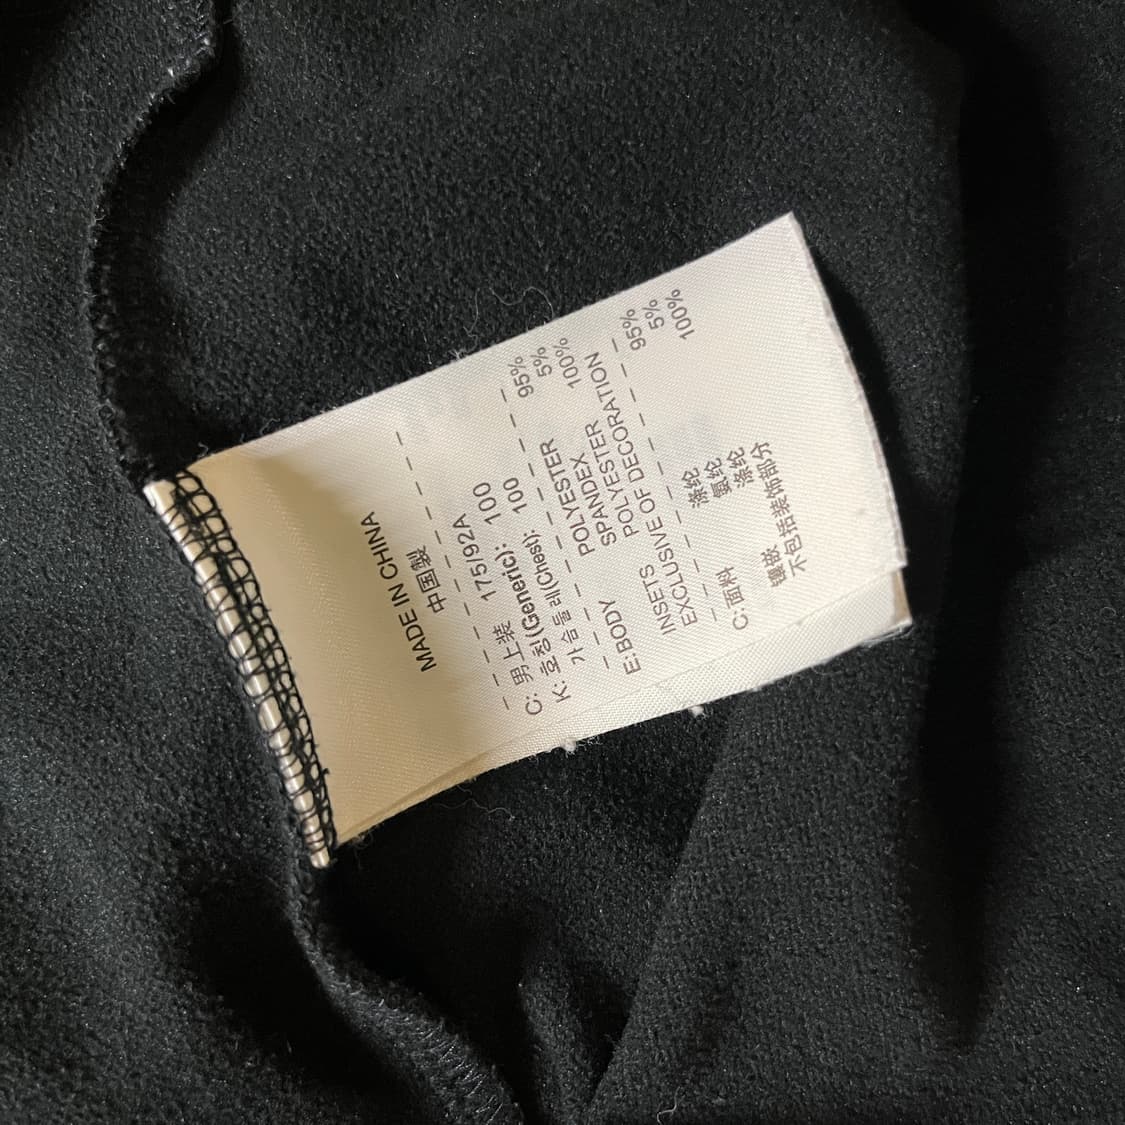 MADE IN CHINA
中国製
C: 男上装 175/92A
K: 호칭(Generic): 100
가슴둘레(Chest): 100
E:BODY POLYESTER 95%
SPANDEX 5%
INSETS POLYESTER 100%
EXCLUSIVE OF DECORATION
C:面料 涤纶 95%
氨纶 5%
镶嵌 涤纶 100%
不包括装饰部分